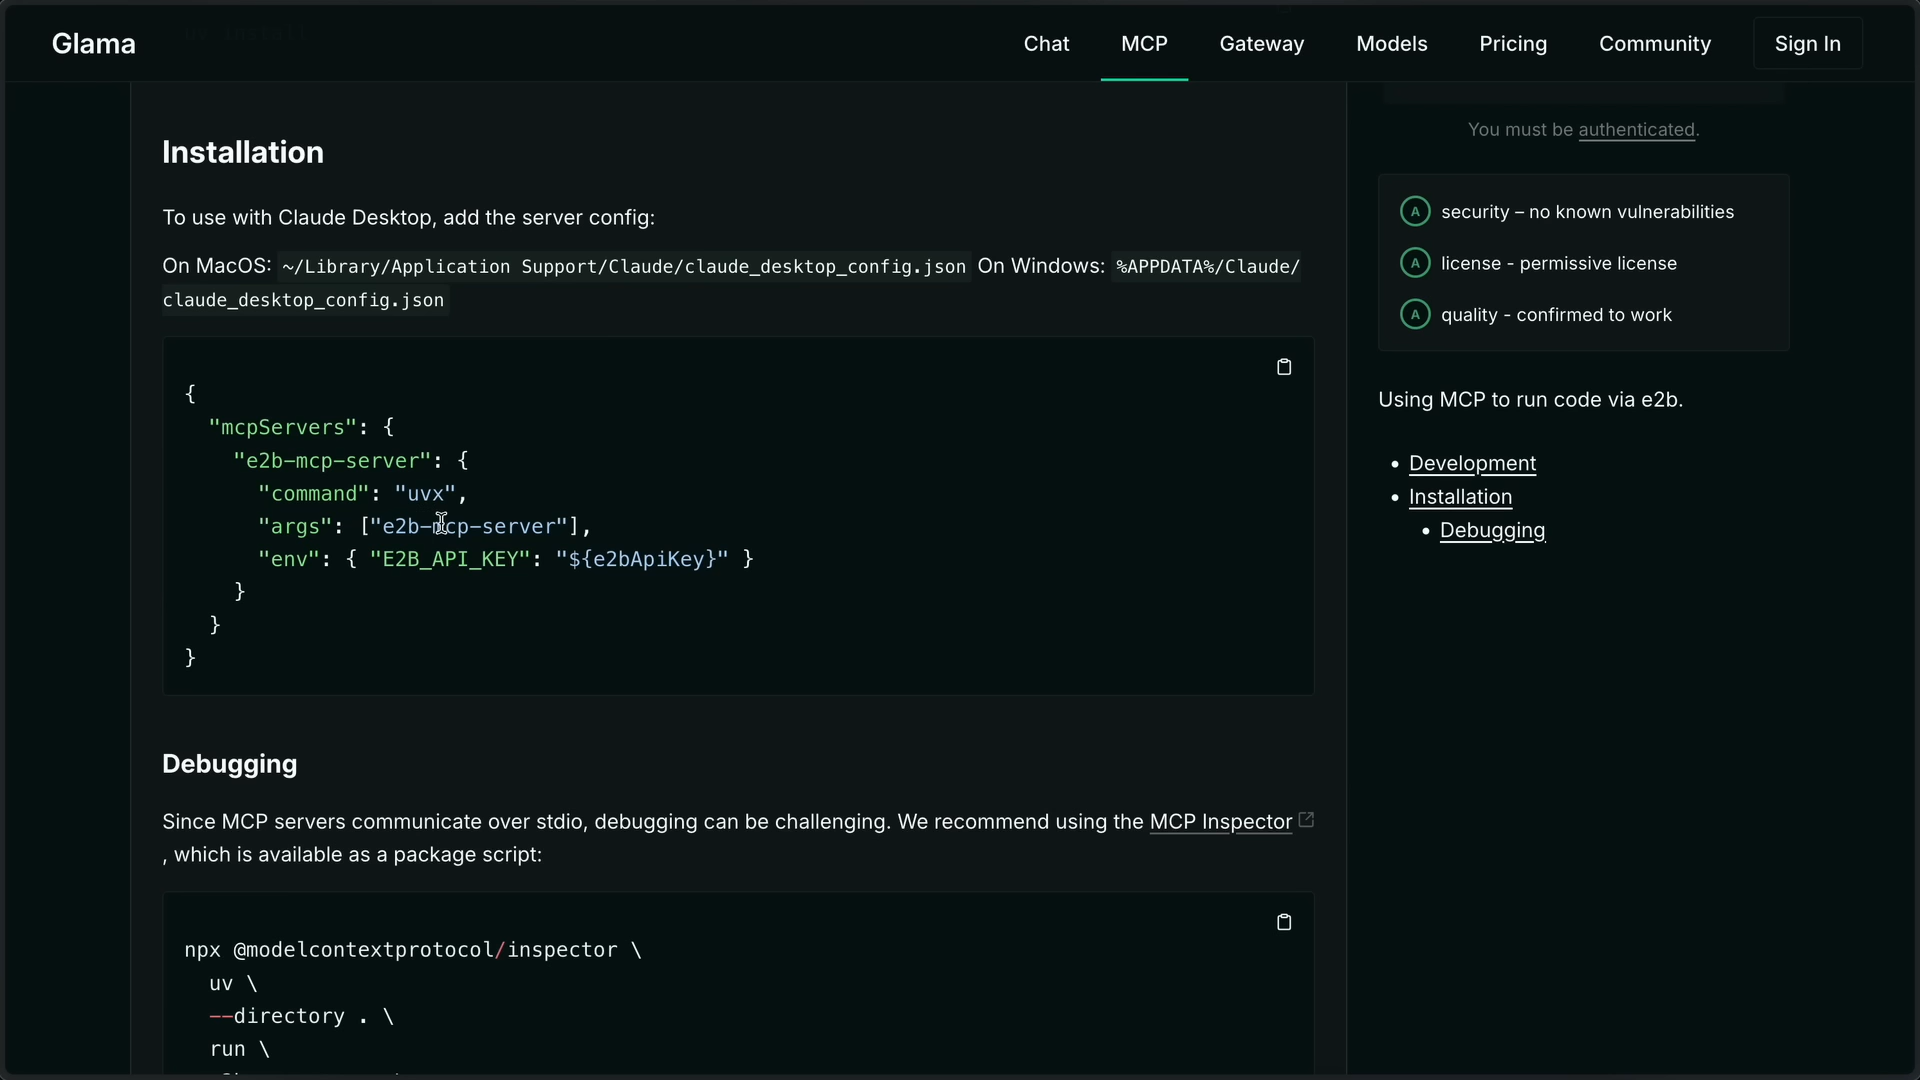 Glama
Chat
MCP
Gateway
Models
Pricing
Community
Sign In
Installation
To use with Claude Desktop, add the server config:
On MacOS: ~/Library/Application Support/Claude/claude_desktop_config.json On Windows: %APPDATA%/Claude/
claude_desktop_config.json
{
  "mcpServers": {
    "e2b-mcp-server": {
      "command": "uvx",
      "args": ["e2b-mcp-server"],
      "env": { "E2B_API_KEY": "${e2bApiKey}" }
    }
  }
}
Debugging
Since MCP servers communicate over stdio, debugging can be challenging. We recommend using the MCP Inspector
, which is available as a package script:
npx @modelcontextprotocol/inspector \
  uv \
  --directory . \
  run \
You must be authenticated.
A security – no known vulnerabilities
A license - permissive license
A quality - confirmed to work
Using MCP to run code via e2b.
• Development
• Installation
• Debugging